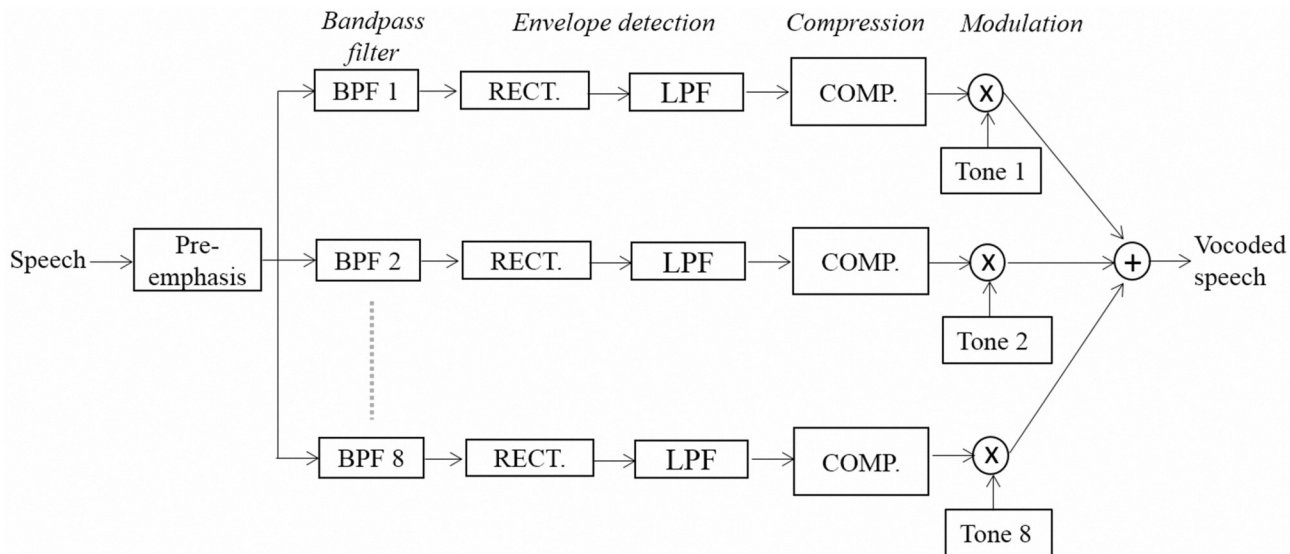 Bandpass
filter
Envelope detection
Compression
Modulation
BPF 1
RECT.
LPF
COMP.
X
Tone 1
Speech
Pre-
emphasis
BPF 2
RECT.
LPF
COMP.
X
+
Vocoded
speech
Tone 2
BPF 8
RECT.
LPF
COMP.
X
Tone 8